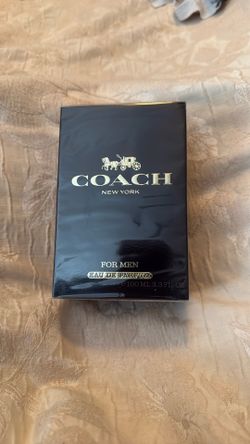 COACH
NEW YORK
FOR MEN
EAU DE PARFUM
100 ML 3.3 FL. OZ